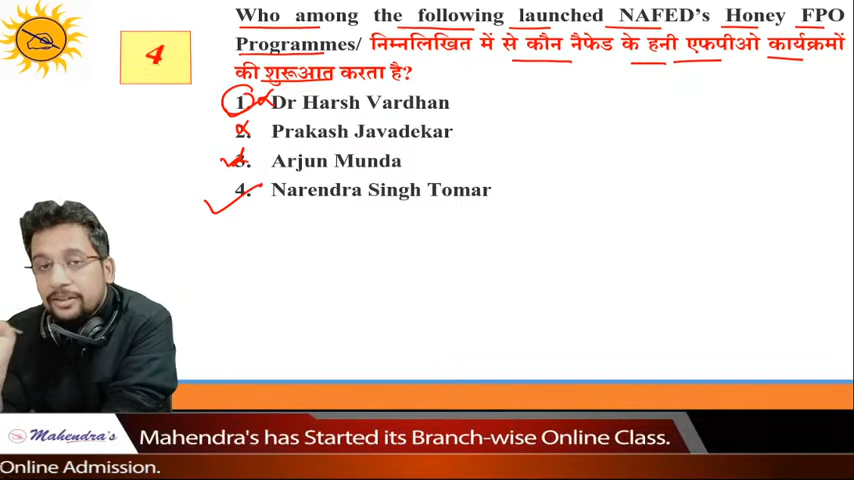 4
Who among the following launched NAFED's Honey FPO
Programmes/ निम्नलिखित में से कौन नैफेड के हनी एफपीओ कार्यक्रमों
की शुरूआत करता है?
1. Dr Harsh Vardhan
2. Prakash Javadekar
3. Arjun Munda
4. Narendra Singh Tomar
Mahendra's
Mahendra's has Started its Branch-wise Online Class.
Online Admission.